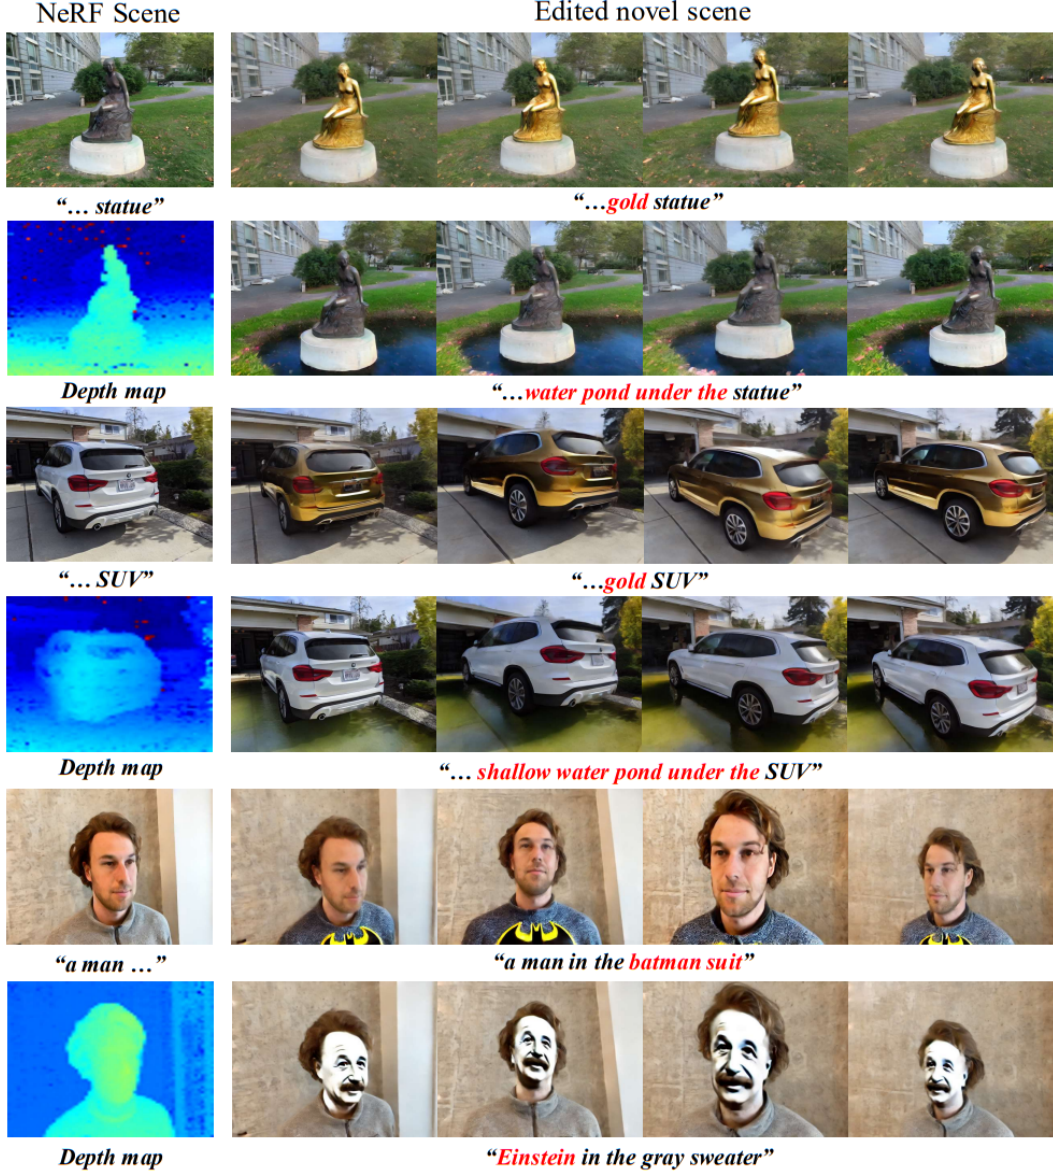 NeRF Scene
Edited novel scene
“... statue”
“...gold statue”
Depth map
“...water pond under the statue”
“... SUV”
“...gold SUV”
Depth map
“... shallow water pond under the SUV”
“a man ...”
“a man in the batman suit”
Depth map
“Einstein in the gray sweater”